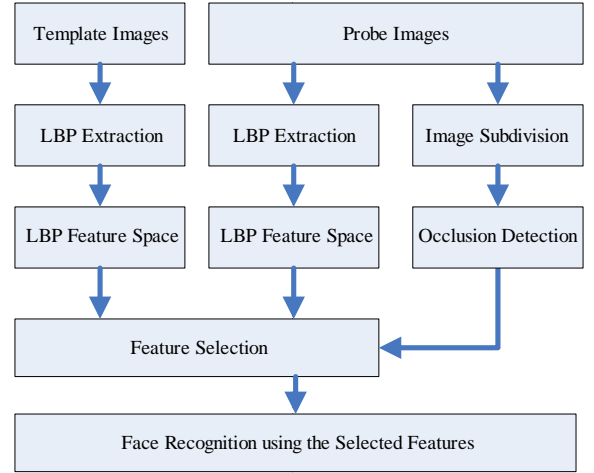 Template Images
Probe Images
LBP Extraction
LBP Extraction
Image Subdivision
LBP Feature Space
LBP Feature Space
Occlusion Detection
Feature Selection
Face Recognition using the Selected Features